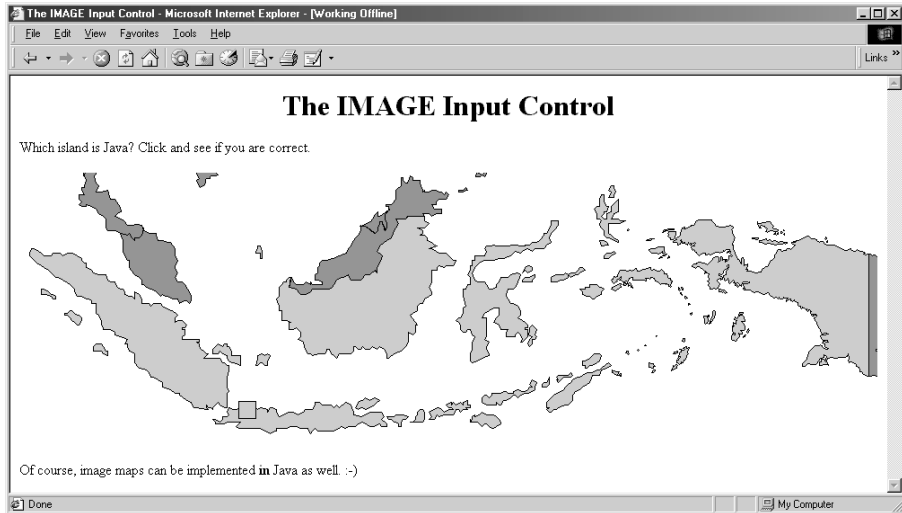 The IMAGE Input Control - Microsoft Internet Explorer - [Working Offline]
File Edit View Favorites Tools Help
Links »
The IMAGE Input Control
Which island is Java? Click and see if you are correct.
Of course, image maps can be implemented in Java as well. :-)
Done My Computer